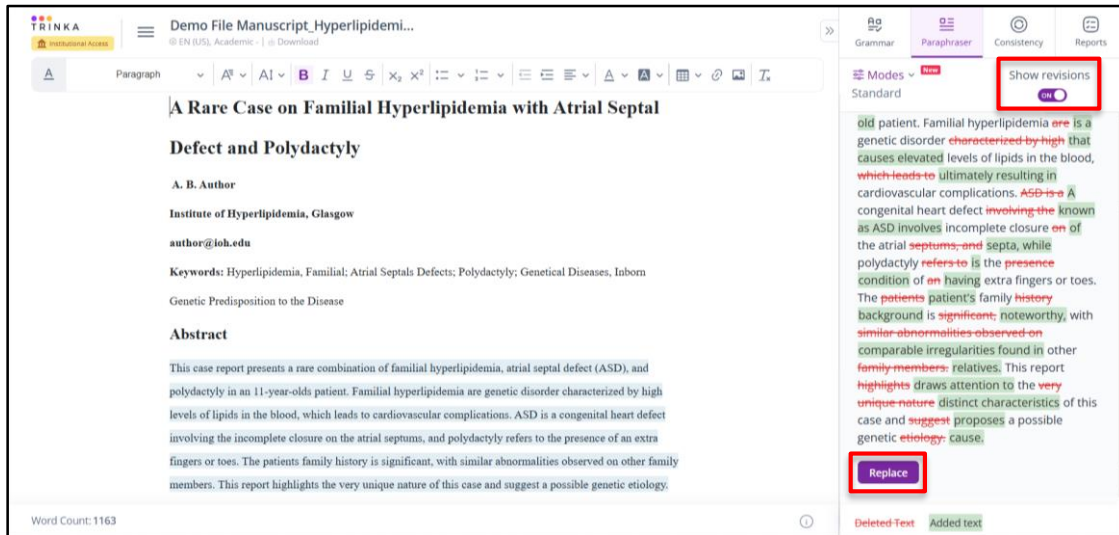 TRINKA
Institutional Access
Demo File Manuscript_Hyperlipidemi...
EN (US), Academic - | Download
Grammar
Paraphraser
Consistency
Reports
A
Paragraph
B I U S X₂ X²
Modes
New
Show revisions
Standard
ON
A Rare Case on Familial Hyperlipidemia with Atrial Septal
Defect and Polydactyly
A. B. Author
Institute of Hyperlipidemia, Glasgow
author@ioh.edu
Keywords: Hyperlipidemia, Familial; Atrial Septals Defects; Polydactyly; Genetical Diseases, Inborn
Genetic Predisposition to the Disease
Abstract
This case report presents a rare combination of familial hyperlipidemia, atrial septal defect (ASD), and
polydactyly in an 11-year-olds patient. Familial hyperlipidemia are genetic disorder characterized by high
levels of lipids in the blood, which leads to cardiovascular complications. ASD is a congenital heart defect
involving the incomplete closure on the atrial septums, and polydactyly refers to the presence of an extra
fingers or toes. The patients family history is significant, with similar abnormalities observed on other family
members. This report highlights the very unique nature of this case and suggest a possible genetic etiology.
Word Count: 1163
old patient. Familial hyperlipidemia are is a
genetic disorder characterized by high that
causes elevated levels of lipids in the blood,
which leads to ultimately resulting in
cardiovascular complications. ASD is a A
congenital heart defect involving the known
as ASD involves incomplete closure on of
the atrial septums, and septa, while
polydactyly refers to is the presence
condition of an having extra fingers or toes.
The patients patient's family history
background is significant, noteworthy, with
similar abnormalities observed on
comparable irregularities found in other
family members. relatives. This report
highlights draws attention to the very
unique nature distinct characteristics of this
case and suggest proposes a possible
genetic etiology. cause.
Replace
Deleted Text Added text